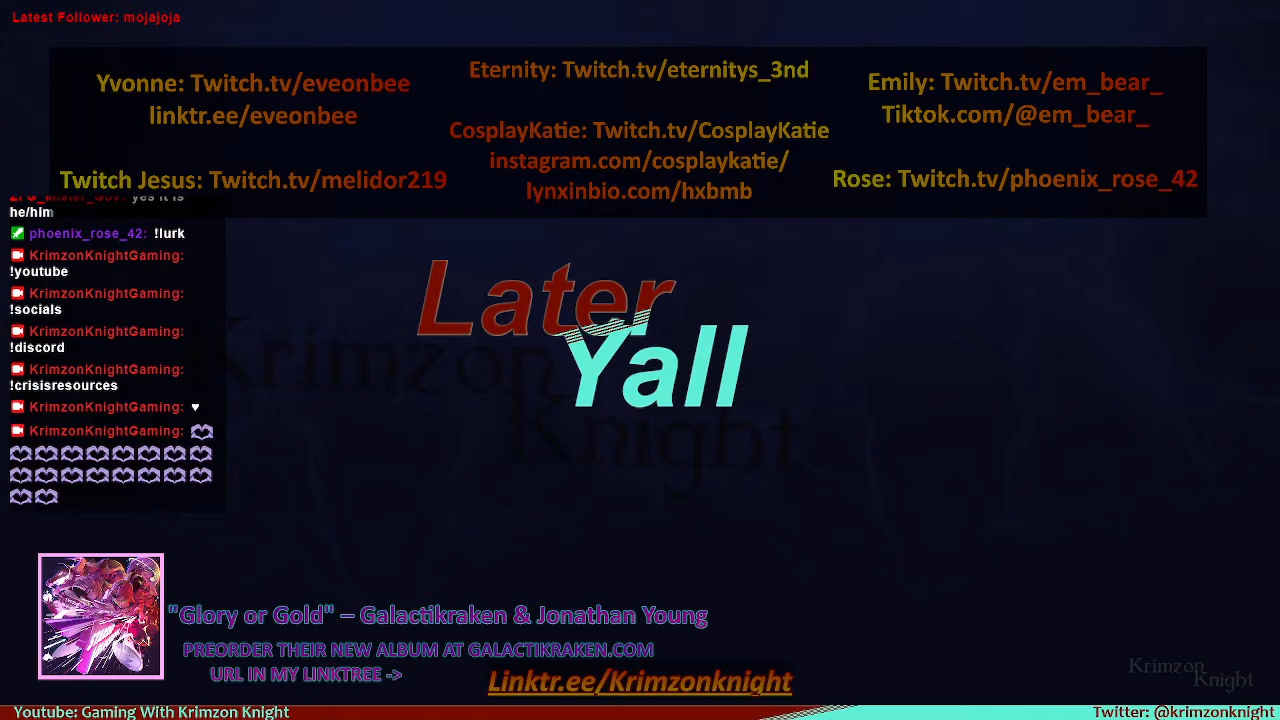 Latest Follower: mojajoja
Yvonne: Twitch.tv/eveonbee
linktr.ee/eveonbee
Twitch Jesus: Twitch.tv/melidor219
Eternity: Twitch.tv/eternitys_3nd
CosplayKatie: Twitch.tv/CosplayKatie
instagram.com/cosplaykatie/
lynxinbio.com/hxbmb
Emily: Twitch.tv/em_bear_
Tiktok.com/@em_bear_
Rose: Twitch.tv/phoenix_rose_42
yes it is
he/him
phoenix_rose_42: !lurk
KrimzonKnightGaming:
!youtube
KrimzonKnightGaming:
!socials
KrimzonKnightGaming:
!discord
KrimzonKnightGaming:
!crisisresources
KrimzonKnightGaming: ♥
KrimzonKnightGaming:
Later
Yall
Krimzon
Knight
"Glory or Gold" – Galactikraken & Jonathan Young
PREORDER THEIR NEW ALBUM AT GALACTIKRAKEN.COM
URL IN MY LINKTREE ->
Linktr.ee/Krimzonknight
Krimzon
Knight
Youtube: Gaming With Krimzon Knight
Twitter: @krimzonknight